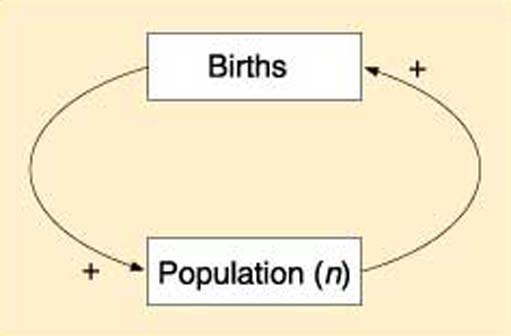 Births
+
+
Population (n)